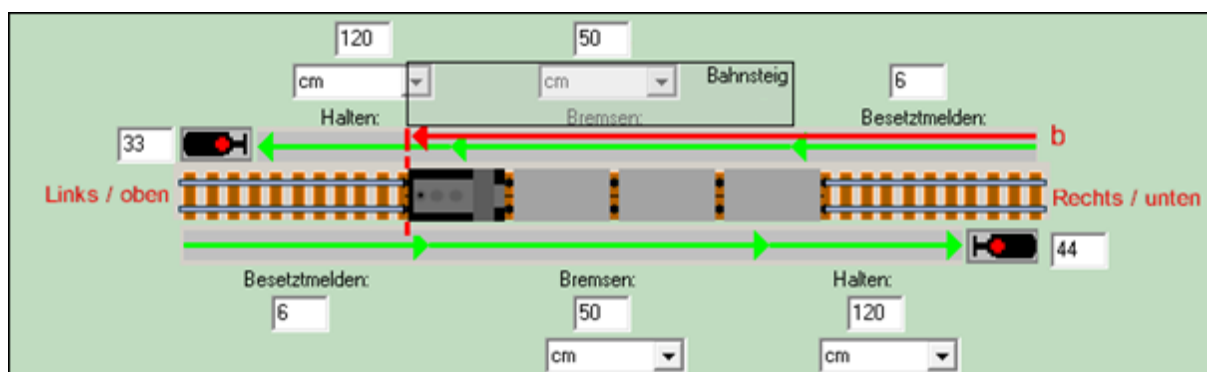 120 50
cm cm Bahnsteig 6
Halten: Bremsen: Besetztmelden:
33 b
Links / oben Rechts / unten
44
Besetztmelden: Bremsen: Halten:
6 50 120
cm cm